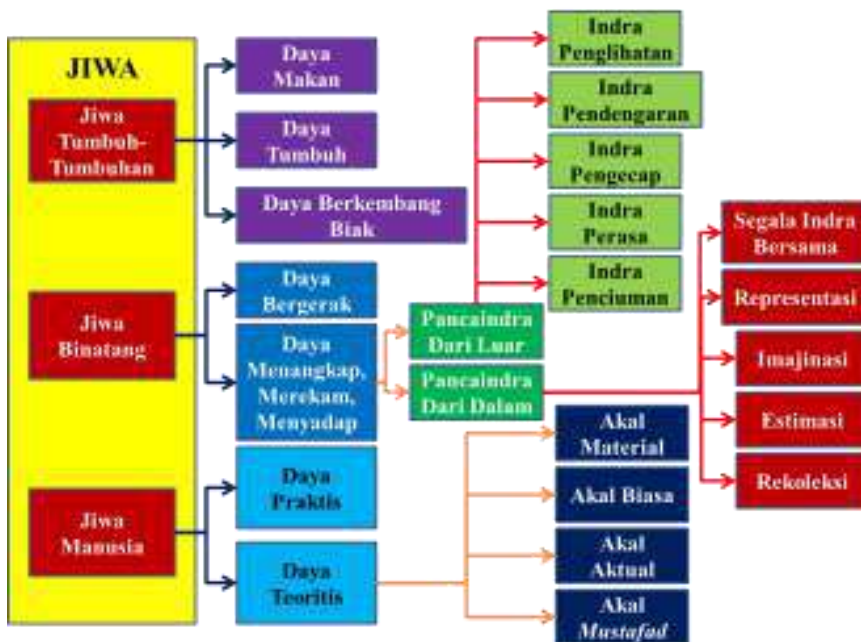 JIWA
Jiwa
Tumbuh-
Tumbuhan
Daya
Makan
Daya
Tumbuh
Daya Berkembang
Biak
Jiwa
Binatang
Daya
Bergerak
Daya
Menangkap,
Merekam,
Menyadap
Pancaindra
Dari Luar
Pancaindra
Dari Dalam
Indra
Penglihatan
Indra
Pendengaran
Indra
Pengecap
Indra
Perasa
Indra
Penciuman
Segala Indra
Bersama
Representasi
Imajinasi
Estimasi
Rekoleksi
Jiwa
Manusia
Daya
Praktis
Daya
Teoritis
Akal
Material
Akal Biasa
Akal
Aktual
Akal
Mustafad